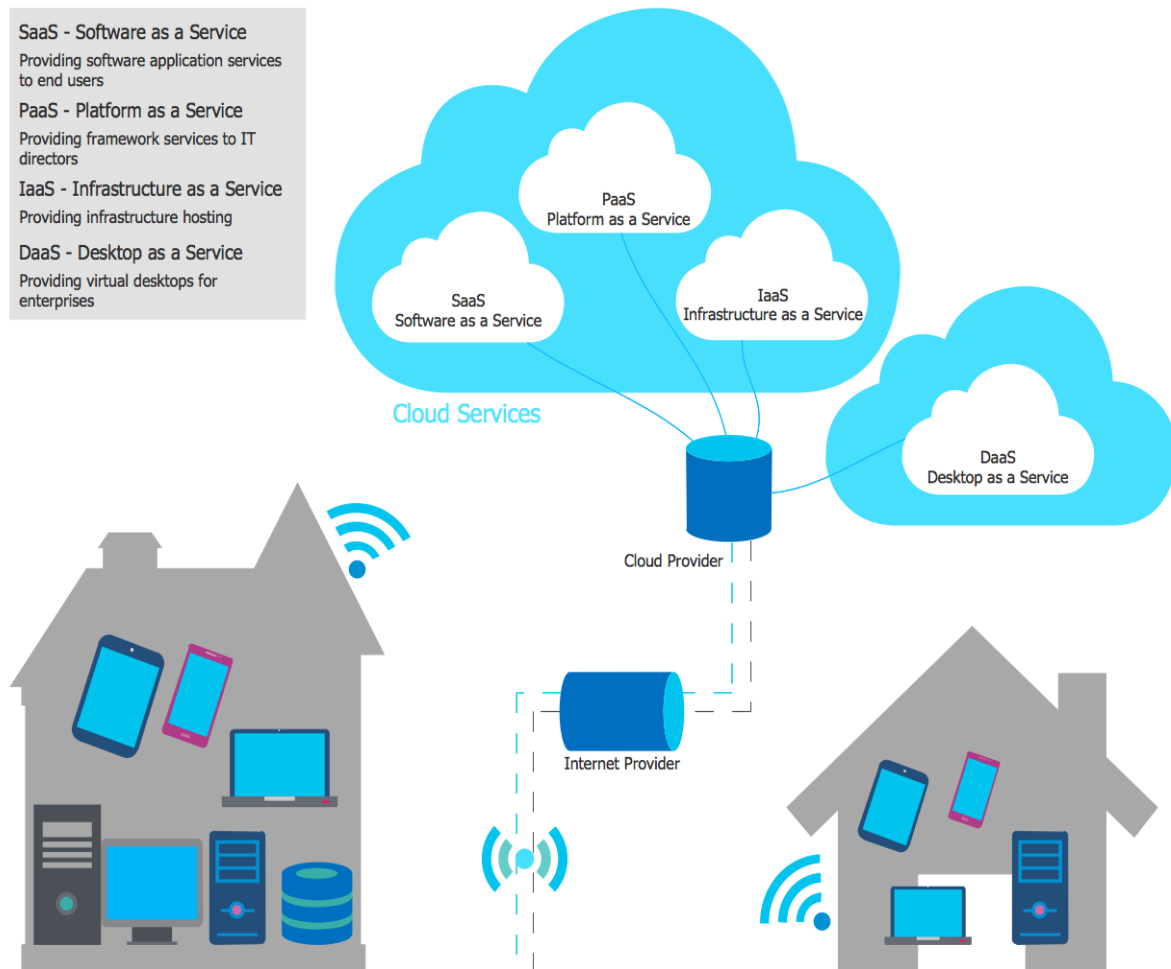 SaaS - Software as a Service
Providing software application services
to end users
PaaS - Platform as a Service
Providing framework services to IT
directors
IaaS - Infrastructure as a Service
Providing infrastructure hosting
DaaS - Desktop as a Service
Providing virtual desktops for
enterprises
PaaS
Platform as a Service
SaaS
Software as a Service
IaaS
Infrastructure as a Service
Cloud Services
DaaS
Desktop as a Service
Cloud Provider
Internet Provider